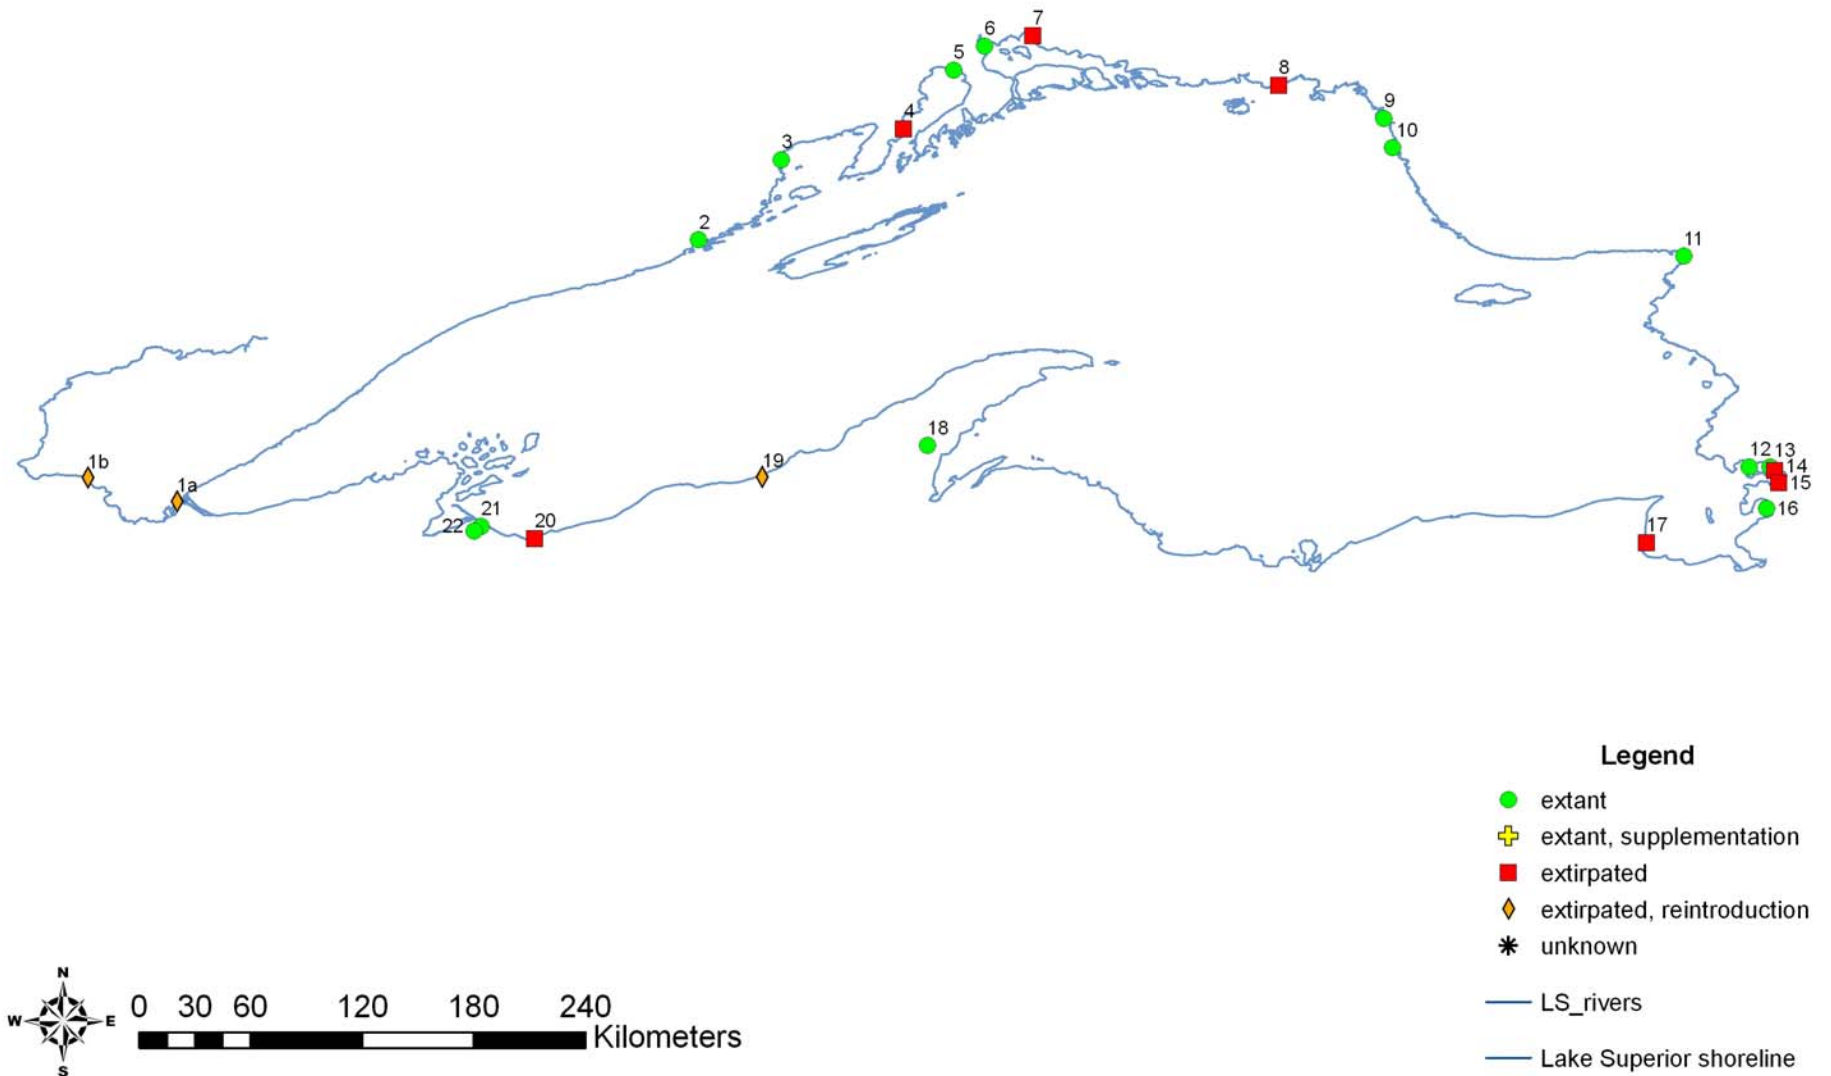 7
6
5
8
4
9
10
3
2
11
12 13
14
15
16
1b
1a
18
19
21
22
20
17
Legend
extant
extant, supplementation
extirpated
extirpated, reintroduction
unknown
LS_rivers
Lake Superior shoreline
N
W E
S
0 30 60 120 180 240
Kilometers